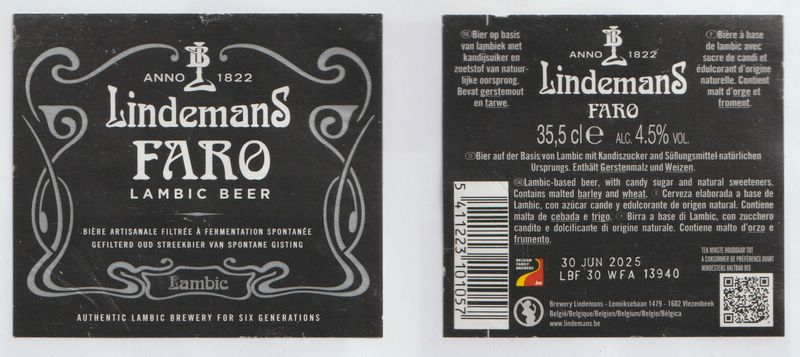 ANNO 1822
LindemanS
FARO
LAMBIC BEER
BIÈRE ARTISANALE FILTRÉE À FERMENTATION SPONTANÉE
GEFILTERD OUD STREEKBIER VAN SPONTANE GISTING
Lambic
AUTHENTIC LAMBIC BREWERY FOR SIX GENERATIONS
Bier op basis
van lambiek met
kandijsuiker en
zoetstof van natuur-
lijke oorsprong.
Bevat gerstemout
en tarwe.
ANNO 1822
LindemanS
FARO
35,5 cl e ALC. 4.5% VOL.
Bière à base
de lambic avec
sucre de candi et
édulcorant d'origine
naturelle. Contient
malt d'orge et
froment.
Bier auf der Basis von Lambic mit Kandiszucker and Süßungsmittel natürlichen
Ursprungs. Enthält Gerstenmalz und Weizen.
Lambic-based beer, with candy sugar and natural sweeteners.
Contains malted barley and wheat. Cerveza elaborada a base de
Lambic, con azúcar cande y edulcorante de origen natural. Contiene
malta de cebada e trigo. Birra a base di Lambic, con zucchero
candito e dolcificante di origine naturale. Contiene malto d'orzo e
frumento.
5 411223 101057
BELGIAN
FAMILY
BREWERS
.be
30 JUN 2025
LBF 30 WFA 13940
TEN MINSTE HOUDBAAR TOT
A CONSOMMER DE PRÉFÉRENCE AVANT
MINDESTENS HALTBAR BIS
Brewery Lindemans - Lenniksebaan 1479 - 1602 Vlezenbeek
België/Belgique/Belgien/Belgium/Belgio/Bélgica
www.lindemans.be